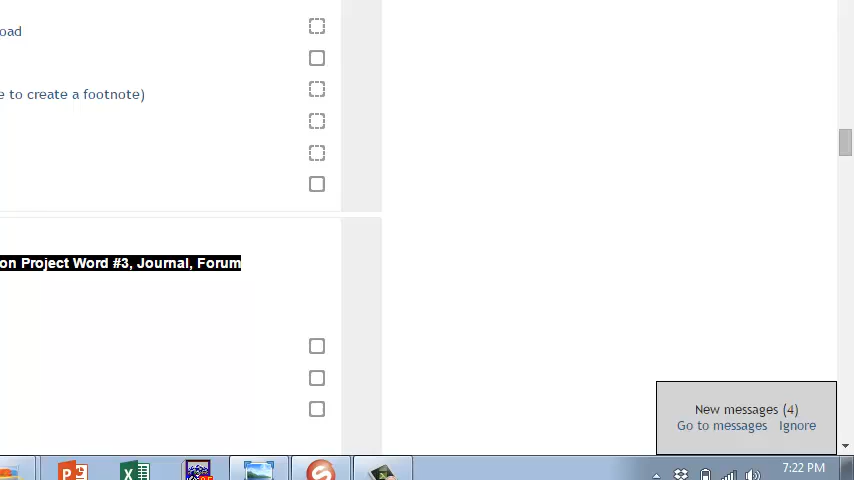 oad
e to create a footnote)
on Project Word #3, Journal, Forum
New messages (4)
Go to messages Ignore
7:22 PM